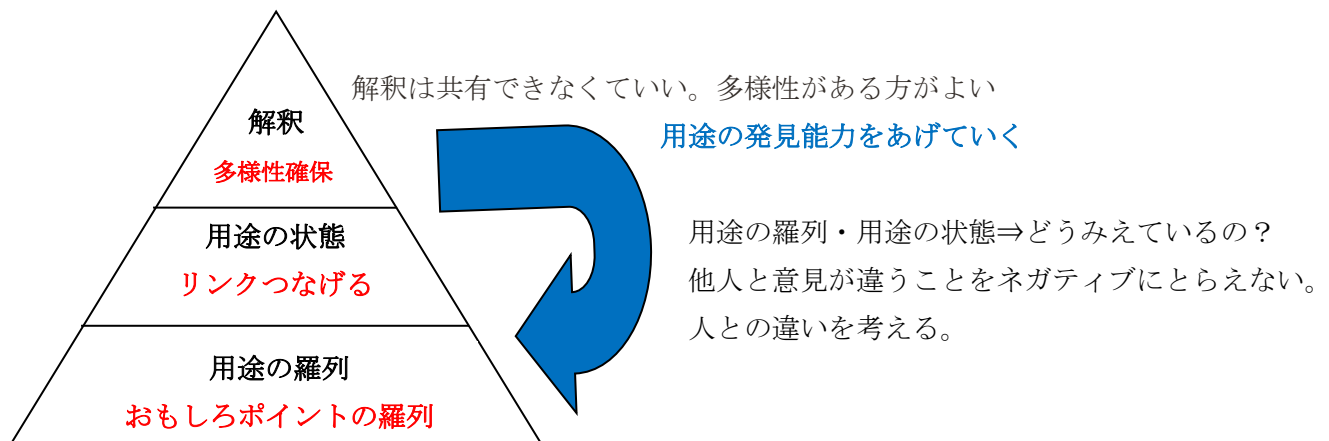 解釈は共有できなくていい。多様性がある方がよい
解釈
用途の発見能力をあげていく
多様性確保
用途の状態
用途の羅列・用途の状態⇒どうみえているの？
リンクつなげる
他人と意見が違うことをネガティブにとらえない。
人との違いを考える。
用途の羅列
おもしろポイントの羅列